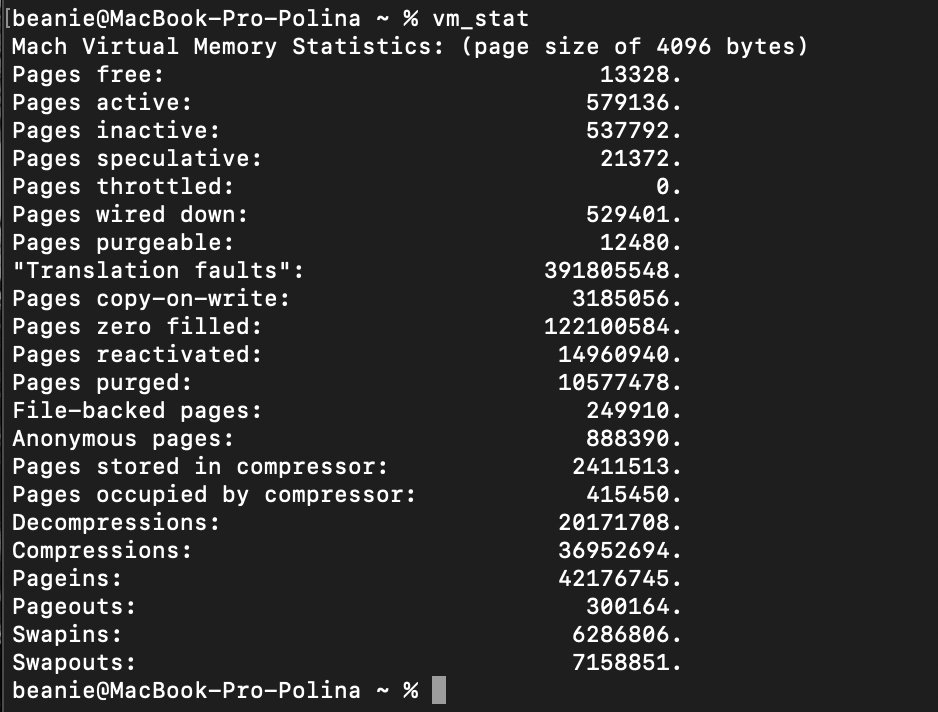 [beanie@MacBook-Pro-Polina ~ % vm_stat
Mach Virtual Memory Statistics: (page size of 4096 bytes)
Pages free: 13328.
Pages active: 579136.
Pages inactive: 537792.
Pages speculative: 21372.
Pages throttled: 0.
Pages wired down: 529401.
Pages purgeable: 12480.
"Translation faults": 391805548.
Pages copy-on-write: 3185056.
Pages zero filled: 122100584.
Pages reactivated: 14960940.
Pages purged: 10577478.
File-backed pages: 249910.
Anonymous pages: 888390.
Pages stored in compressor: 2411513.
Pages occupied by compressor: 415450.
Decompressions: 20171708.
Compressions: 36952694.
Pageins: 42176745.
Pageouts: 300164.
Swapins: 6286806.
Swapouts: 7158851.
beanie@MacBook-Pro-Polina ~ %